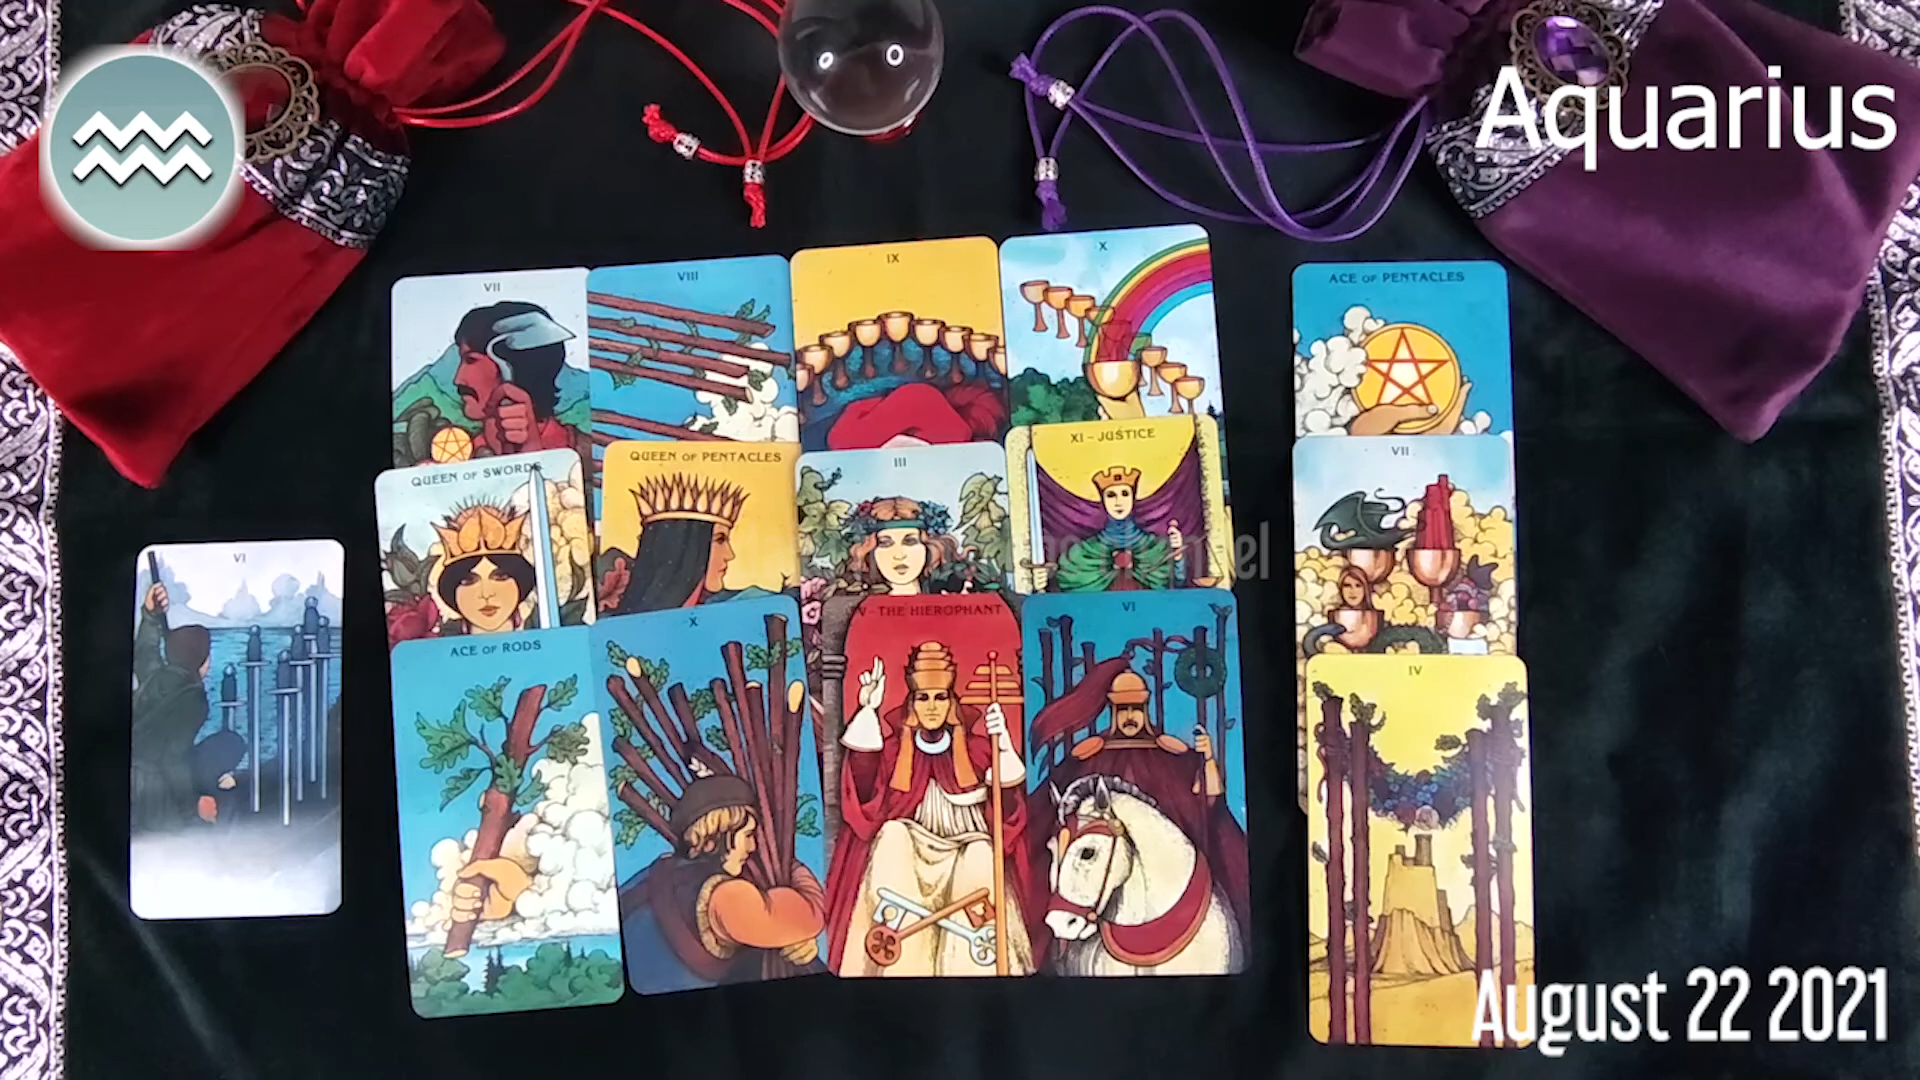 Aquarius
VII
VIII
IX
X
ACE OF PENTACLES
QUEEN OF SWORDS
QUEEN OF PENTACLES
III
XI - JUSTICE
VII
VI
ACE OF RODS
X
V - THE HIEROPHANT
VI
IV
August 22 2021